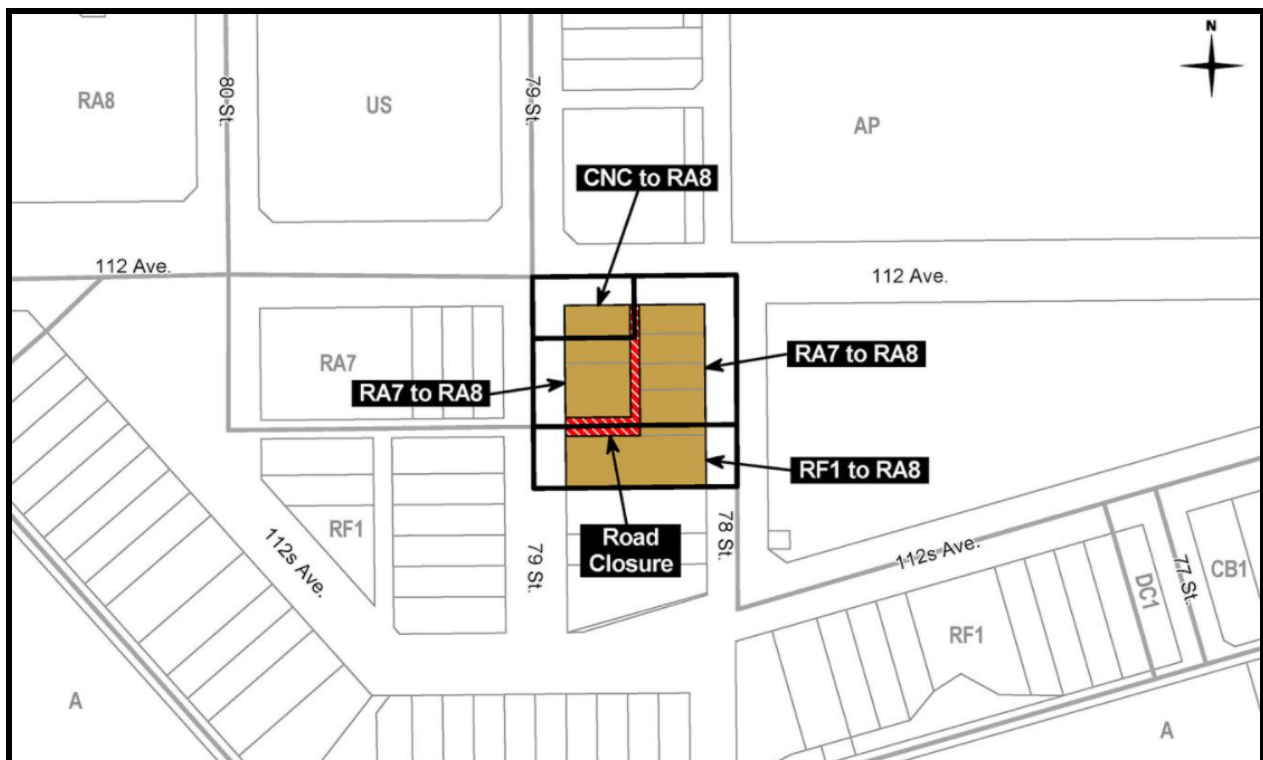 N
RA8
80 St.
US
79 St.
AP
CNC to RA8
112 Ave.
112 Ave.
RA7
RA7 to RA8
RA7 to RA8
RF1 to RA8
RF1
112s Ave.
79 St.
Road
Closure
78 St.
112s Ave.
DC1
77 St.
CB1
RF1
A
A